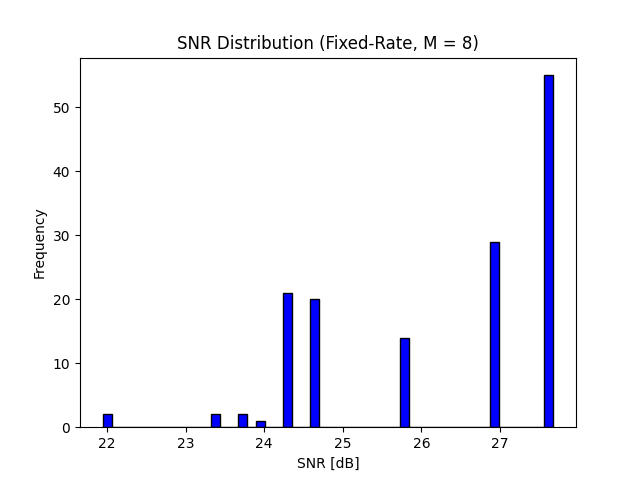 SNR Distribution (Fixed-Rate, M = 8)
Frequency
50
40
30
20
10
0
22 23 24 25 26 27
SNR [dB]